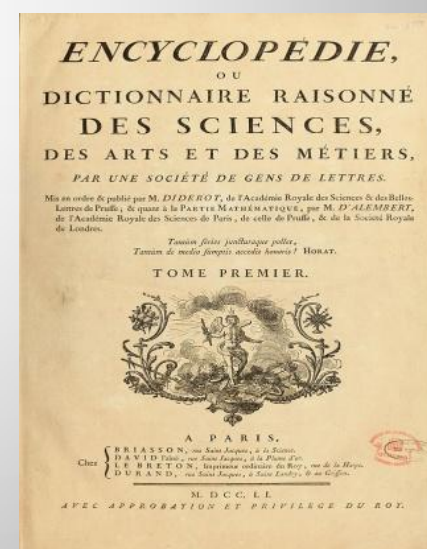 ENCYCLOPÉDIE,
OU
DICTIONNAIRE RAISONNÉ
DES SCIENCES,
DES ARTS ET DES MÉTIERS,
PAR UNE SOCIÉTÉ DE GENS DE LETTRES.
Mis en ordre & publié par M. DIDEROT, de l'Académie Royale des Sciences & des Belles-
Lettres de Prusse; & quant à la PARTIE MATHÉMATIQUE, par M. D'ALEMBERT,
de l'Académie Royale des Sciences de Paris, de celle de Prusse, & de la Société Royale
de Londres.
Tantùm series juncturaque pollet,
Tantùm de medio sumptis accedit honoris! HORAT.
TOME PREMIER.
A PARIS,
Chez
BRIASSON, rue Saint Jacques, à la Science.
DAVID l'aîné, rue Saint Jacques, à la Plume d'or.
LE BRETON, Imprimeur ordinaire du Roy, rue de la Harpe.
DURAND, rue Saint Jacques, à Saint Landry, & au Griffon.
M. DCC. LI.
AVEC APPROBATION ET PRIVILEGE DU ROY.